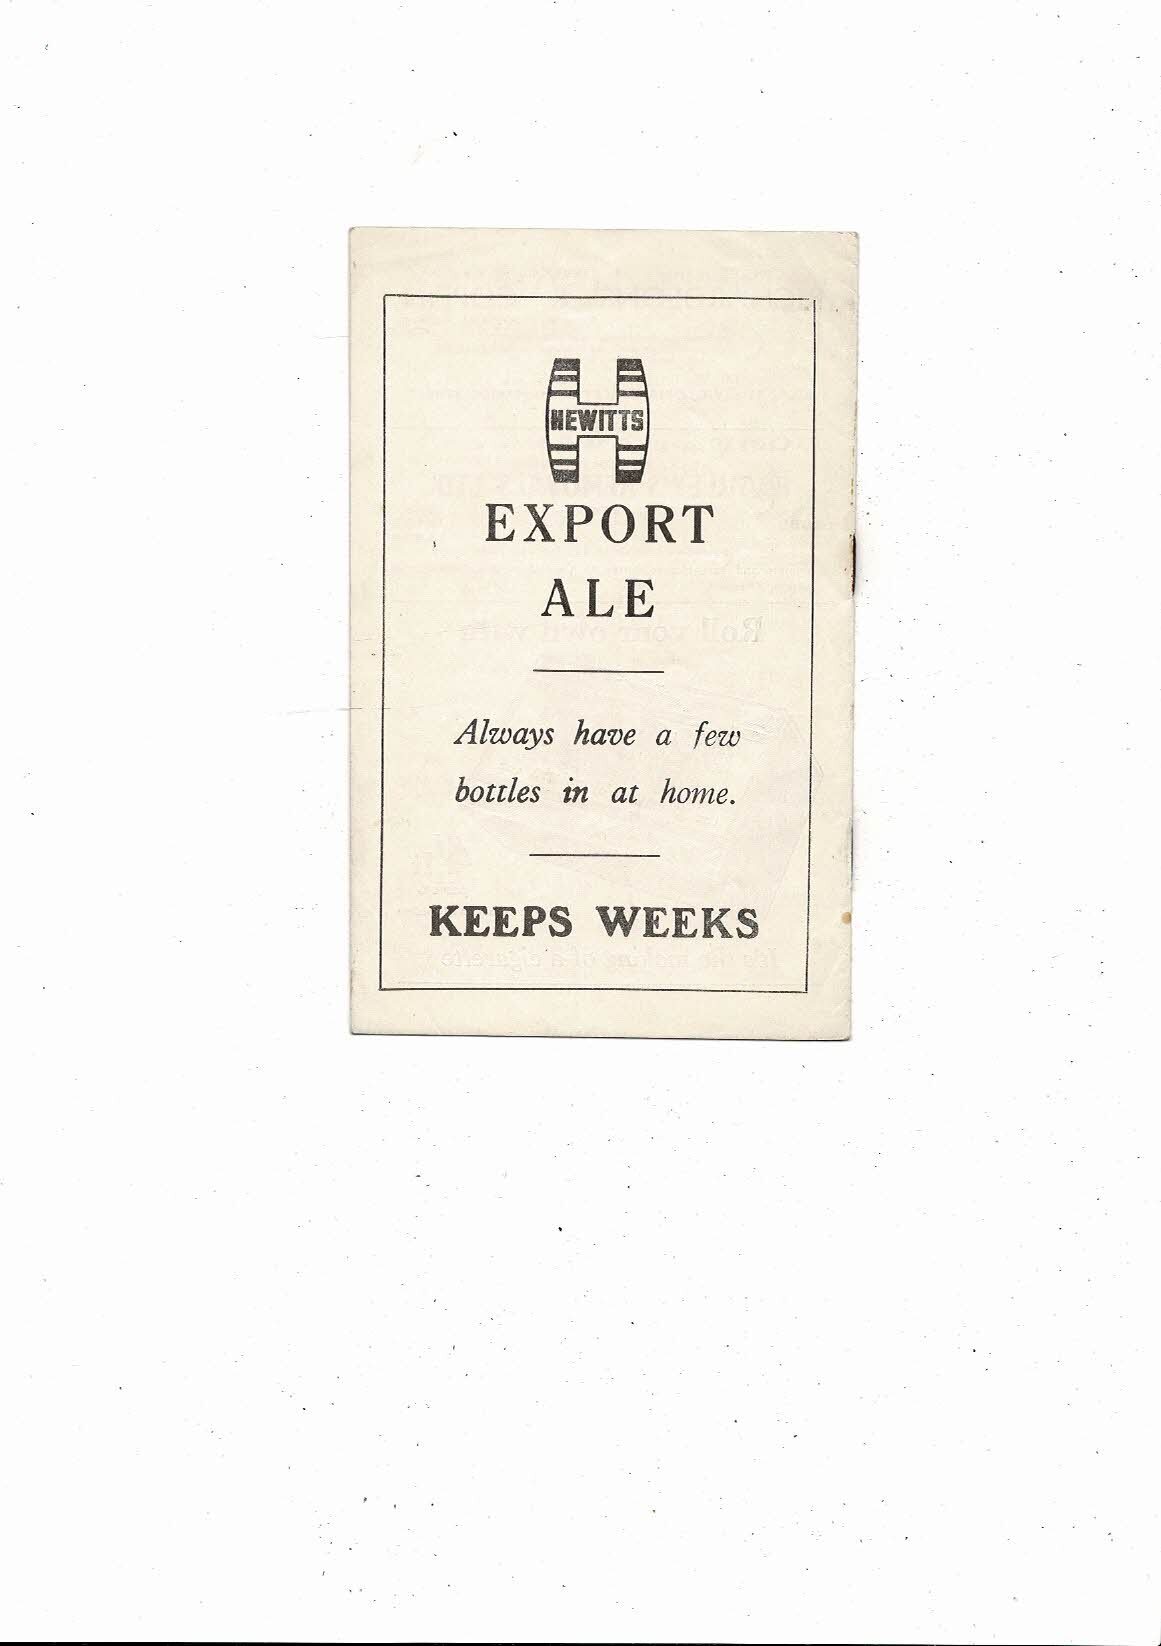 HEWITTS
EXPORT
ALE
Always have a few
bottles in at home.
KEEPS WEEKS